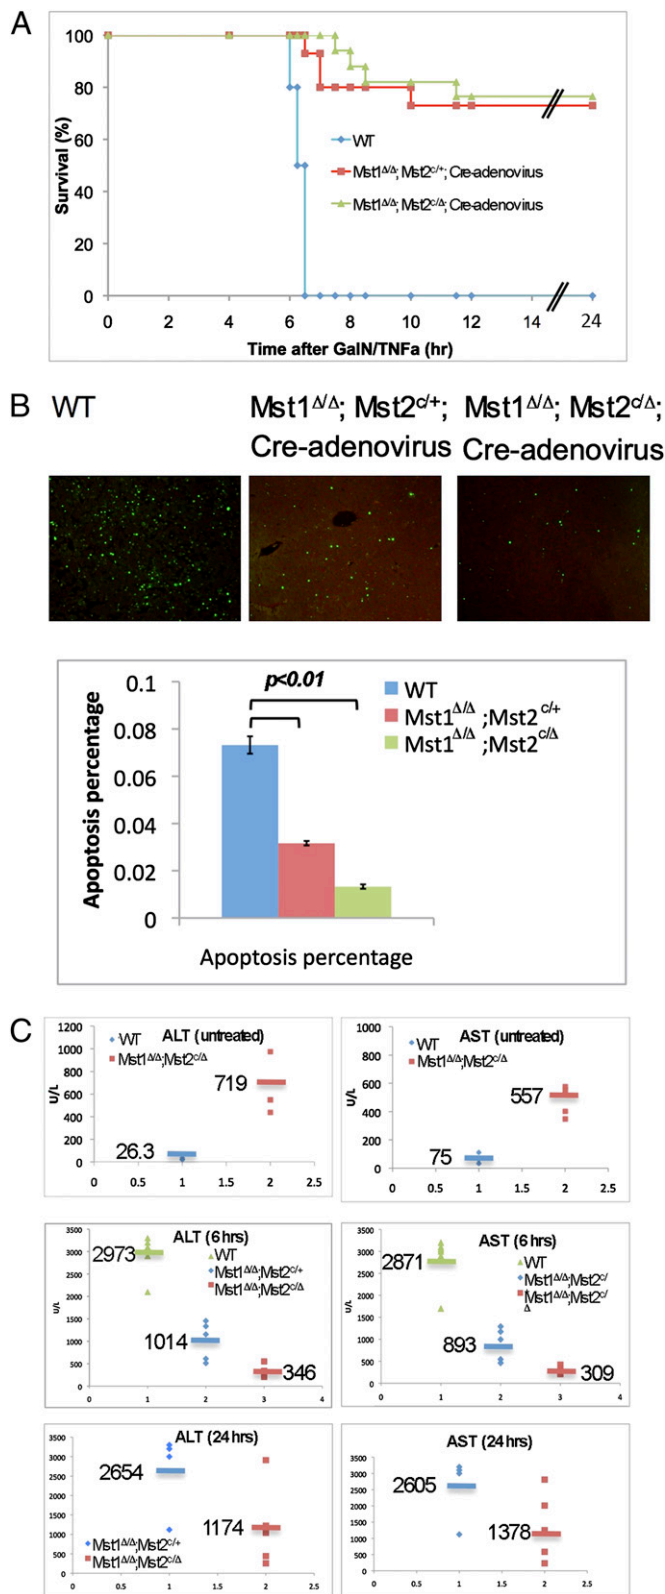 A
Survival (%)
100
80
60
40
20
0
WT
Mst1Δ/Δ; Mst2c/+; Cre-adenovirus
Mst1Δ/Δ; Mst2c/Δ; Cre-adenovirus
0 2 4 6 8 10 12 14 24
Time after GalN/TNFa (hr)
B
WT
Mst1Δ/Δ; Mst2c/+;
Cre-adenovirus
Mst1Δ/Δ; Mst2c/Δ;
Cre-adenovirus
Apoptosis percentage
0.1
0.08
0.06
0.04
0.02
0
p<0.01
WT
Mst1Δ/Δ ;Mst2c/+
Mst1Δ/Δ ;Mst2c/Δ
Apoptosis percentage
C
ALT (untreated)
WT
Mst1Δ/Δ;Mst2c/Δ
U/L
1200
1000
800
600
400
200
0
719
26.3
0 0.5 1 1.5 2 2.5
AST (untreated)
WT
Mst1Δ/Δ;Mst2c/Δ
U/L
1000
800
600
400
200
0
557
75
0 0.5 1 1.5 2 2.5
ALT (6 hrs)
WT
Mst1Δ/Δ;Mst2c/+
Mst1Δ/Δ;Mst2c/Δ
U/L
3500
3000
2500
2000
1500
1000
500
0
2973
1014
346
0 1 2 3 4
AST (6 hrs)
WT
Mst1Δ/Δ;Mst2c/
+
Mst1Δ/Δ;Mst2c/
Δ
U/L
3500
3000
2500
2000
1500
1000
500
0
2871
893
309
0 1 2 3 4
ALT (24 hrs)
3500
3000
2500
2000
1500
1000
500
0
2654
1174
Mst1Δ/Δ;Mst2c/+
Mst1Δ/Δ;Mst2c/Δ
0 0.5 1 1.5 2 2.5
AST (24 hrs)
3500
3000
2500
2000
1500
1000
500
0
2605
1378
0 0.5 1 1.5 2 2.5